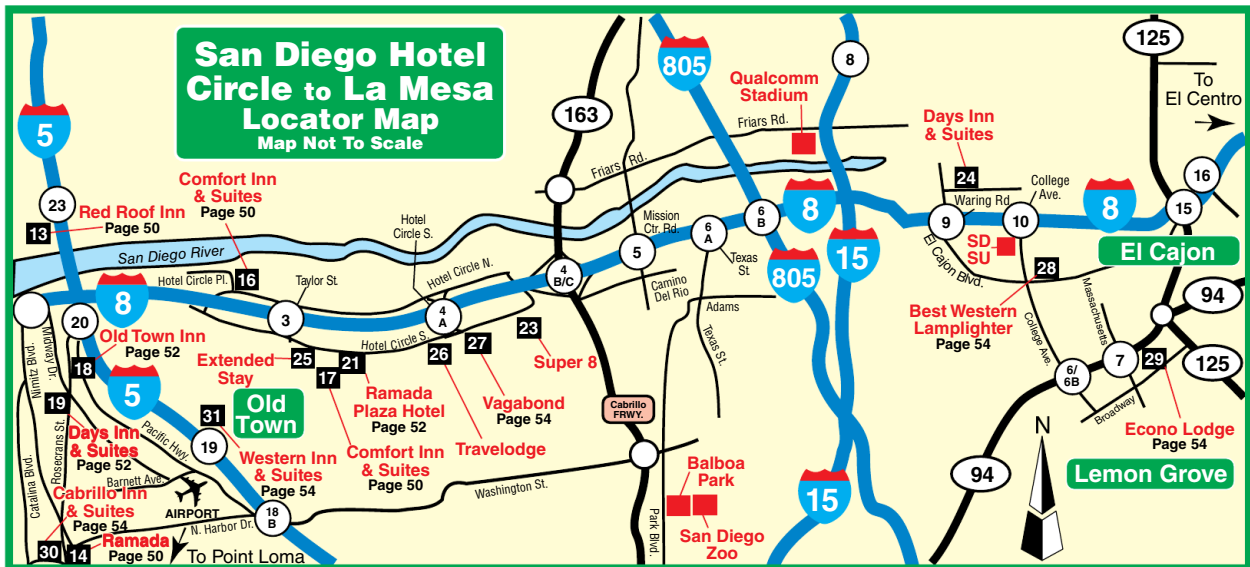 San Diego Hotel
Circle to La Mesa
Locator Map
Map Not To Scale
5
23
13
Red Roof Inn
Page 50
Comfort Inn
& Suites
Page 50
San Diego River
Hotel Circle Pl.
16
Taylor St.
Hotel
Circle S.
Hotel Circle N.
163
Friars Rd.
Friars Rd.
805
Qualcomm
Stadium
8
Days Inn
& Suites
24
125
To
El Centro
16
15
College
Ave.
Waring Rd.
9
10
8
El Cajon
SD
SU
El Cajon Blvd.
28
Best Western
Lamplighter
Page 54
College Ave.
Massachusetts
94
125
6/
6B
7
29
Broadway
Econo Lodge
Page 54
Lemon Grove
94
N
8
6
B
6
A
Texas
St.
Mission
Ctr. Rd.
5
Camino
Del Rio
805
15
Adams
Texas St.
4
B/C
4
A
3
Hotel Circle S.
8
20
Old Town Inn
Page 52
18
5
Nimitz Blvd.
Midway Dr.
19
Days Inn
& Suites
Page 52
Rosecrans St.
Catalina Blvd.
Pacific Hwy.
Barnett Ave.
Cabrillo Inn
& Suites
Page 54
30
14
Ramada
Page 50
AIRPORT
N. Harbor Dr.
To Point Loma
18
B
19
31
Western Inn
& Suites
Page 54
Old
Town
Extended
Stay
25
17
21
Ramada
Plaza Hotel
Page 52
Comfort Inn
& Suites
Page 50
26
Travelodge
27
Vagabond
Page 54
23
Super 8
Cabrillo
FRWY.
Washington St.
Park Blvd.
Balboa
Park
San Diego
Zoo
15